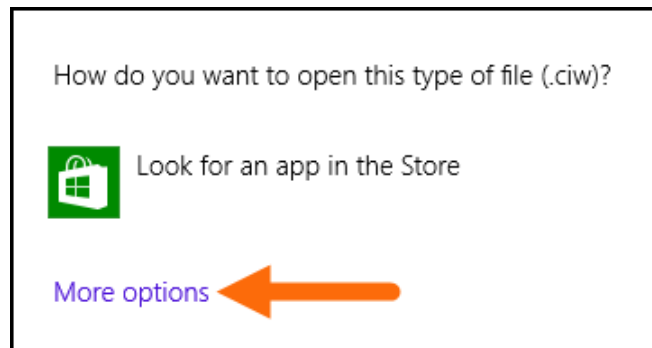 How do you want to open this type of file (.ciw)?
Look for an app in the Store
More options